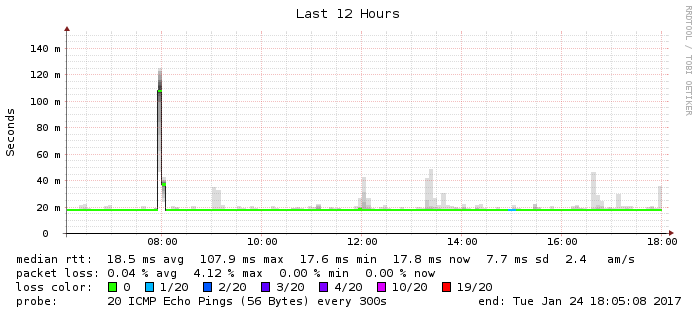 Last 12 Hours
RRDTOOL / TOBI OETIKER
Seconds
140 m
120 m
100 m
80 m
60 m
40 m
20 m
0
08:00 10:00 12:00 14:00 16:00 18:00
median rtt: 18.5 ms avg 107.9 ms max 17.6 ms min 17.8 ms now 7.7 ms sd 2.4 am/s
packet loss: 0.04 % avg 4.12 % max 0.00 % min 0.00 % now
loss color: 0 1/20 2/20 3/20 4/20 10/20 19/20
probe: 20 ICMP Echo Pings (56 Bytes) every 300s end: Tue Jan 24 18:05:08 2017